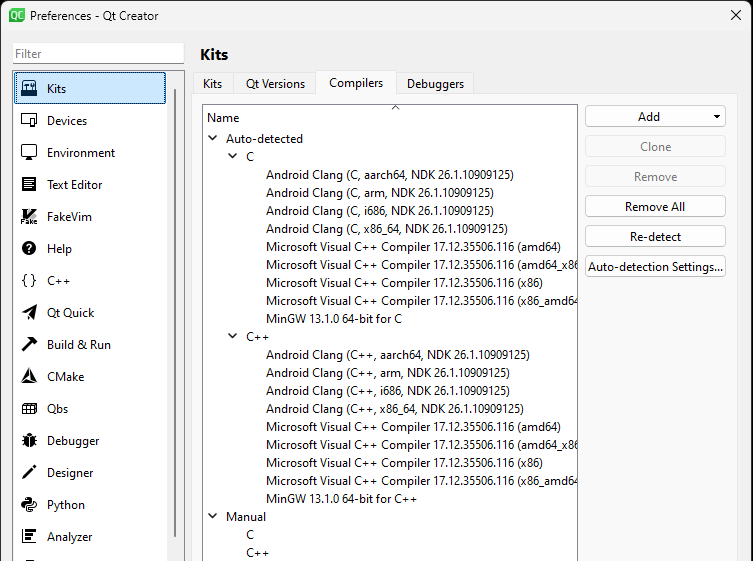 QC Preferences - Qt Creator
Filter
Kits
Kits
Qt Versions
Compilers
Debuggers
Kits
Devices
Environment
Text Editor
Fake
FakeVim
Help
C++
Qt Quick
Build & Run
CMake
Qbs
Debugger
Designer
Python
Analyzer
Name
Auto-detected
C
Android Clang (C, aarch64, NDK 26.1.10909125)
Android Clang (C, arm, NDK 26.1.10909125)
Android Clang (C, i686, NDK 26.1.10909125)
Android Clang (C, x86_64, NDK 26.1.10909125)
Microsoft Visual C++ Compiler 17.12.35506.116 (amd64)
Microsoft Visual C++ Compiler 17.12.35506.116 (amd64_x86
Microsoft Visual C++ Compiler 17.12.35506.116 (x86)
Microsoft Visual C++ Compiler 17.12.35506.116 (x86_amd64
MinGW 13.1.0 64-bit for C
C++
Android Clang (C++, aarch64, NDK 26.1.10909125)
Android Clang (C++, arm, NDK 26.1.10909125)
Android Clang (C++, i686, NDK 26.1.10909125)
Android Clang (C++, x86_64, NDK 26.1.10909125)
Microsoft Visual C++ Compiler 17.12.35506.116 (amd64)
Microsoft Visual C++ Compiler 17.12.35506.116 (amd64_x86
Microsoft Visual C++ Compiler 17.12.35506.116 (x86)
Microsoft Visual C++ Compiler 17.12.35506.116 (x86_amd64
MinGW 13.1.0 64-bit for C++
Manual
C
C++
Add
Clone
Remove
Remove All
Re-detect
Auto-detection Settings...